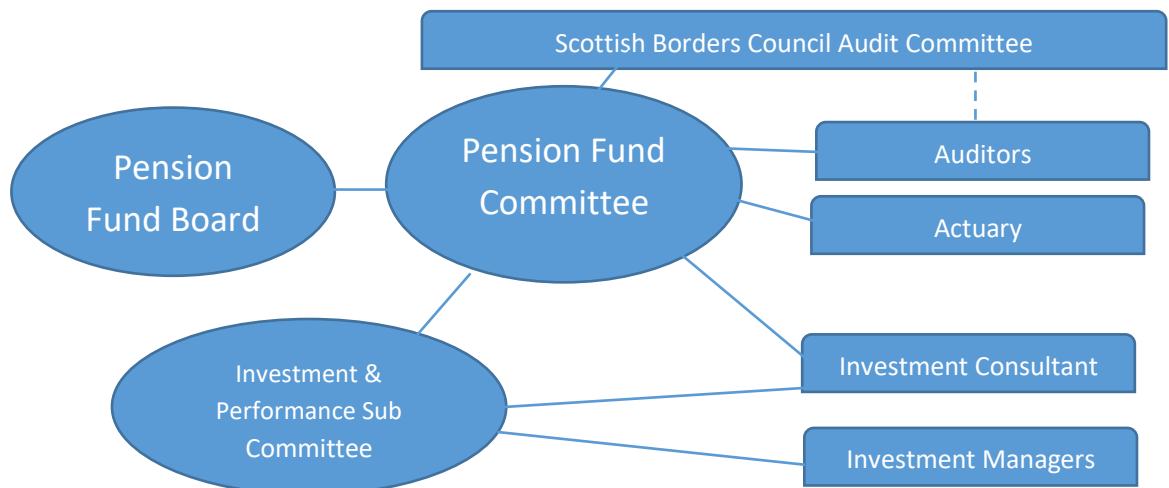 Scottish Borders Council Audit Committee
Pension
Fund Board
Pension Fund
Committee
Auditors
Actuary
Investment &
Performance Sub
Committee
Investment Consultant
Investment Managers